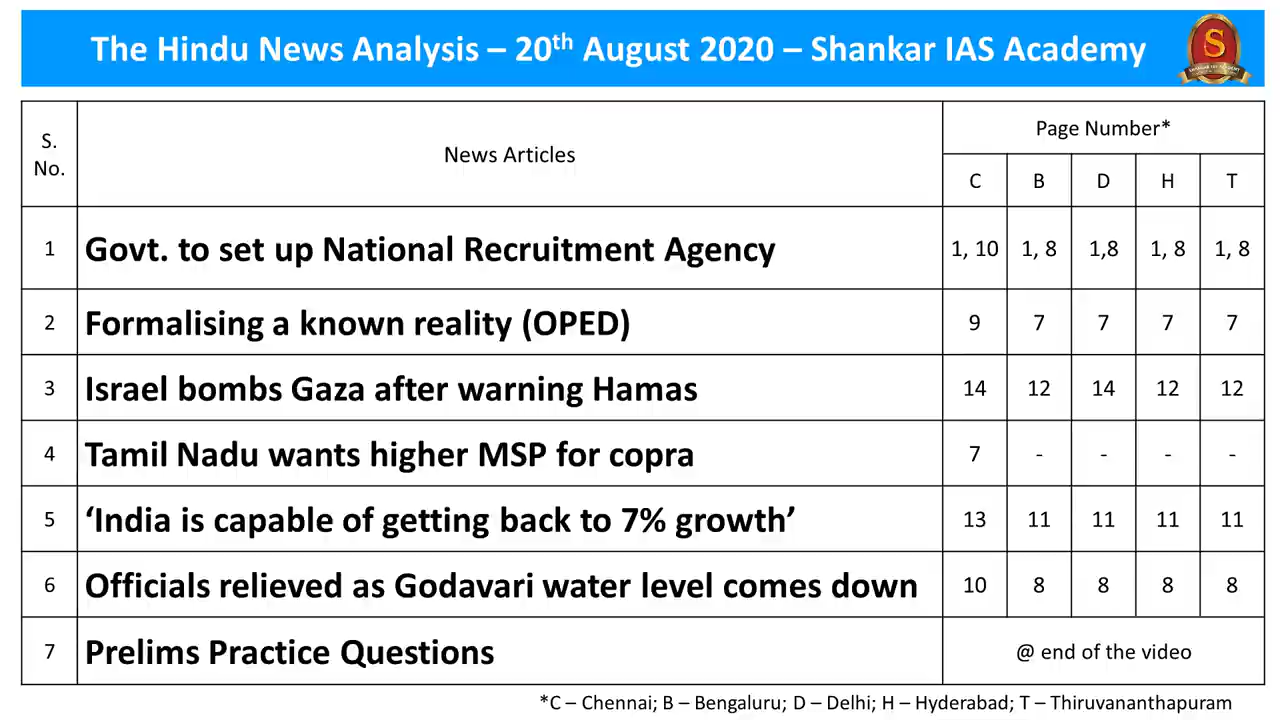 The Hindu News Analysis – 20th August 2020 – Shankar IAS Academy
S
S. No.
News Articles
Page Number*
C B D H T
1 Govt. to set up National Recruitment Agency 1, 10 1, 8 1,8 1, 8 1, 8
2 Formalising a known reality (OPED) 9 7 7 7 7
3 Israel bombs Gaza after warning Hamas 14 12 14 12 12
4 Tamil Nadu wants higher MSP for copra 7 - - - -
5 ‘India is capable of getting back to 7% growth’ 13 11 11 11 11
6 Officials relieved as Godavari water level comes down 10 8 8 8 8
7 Prelims Practice Questions @ end of the video
*C – Chennai; B – Bengaluru; D – Delhi; H – Hyderabad; T – Thiruvananthapuram